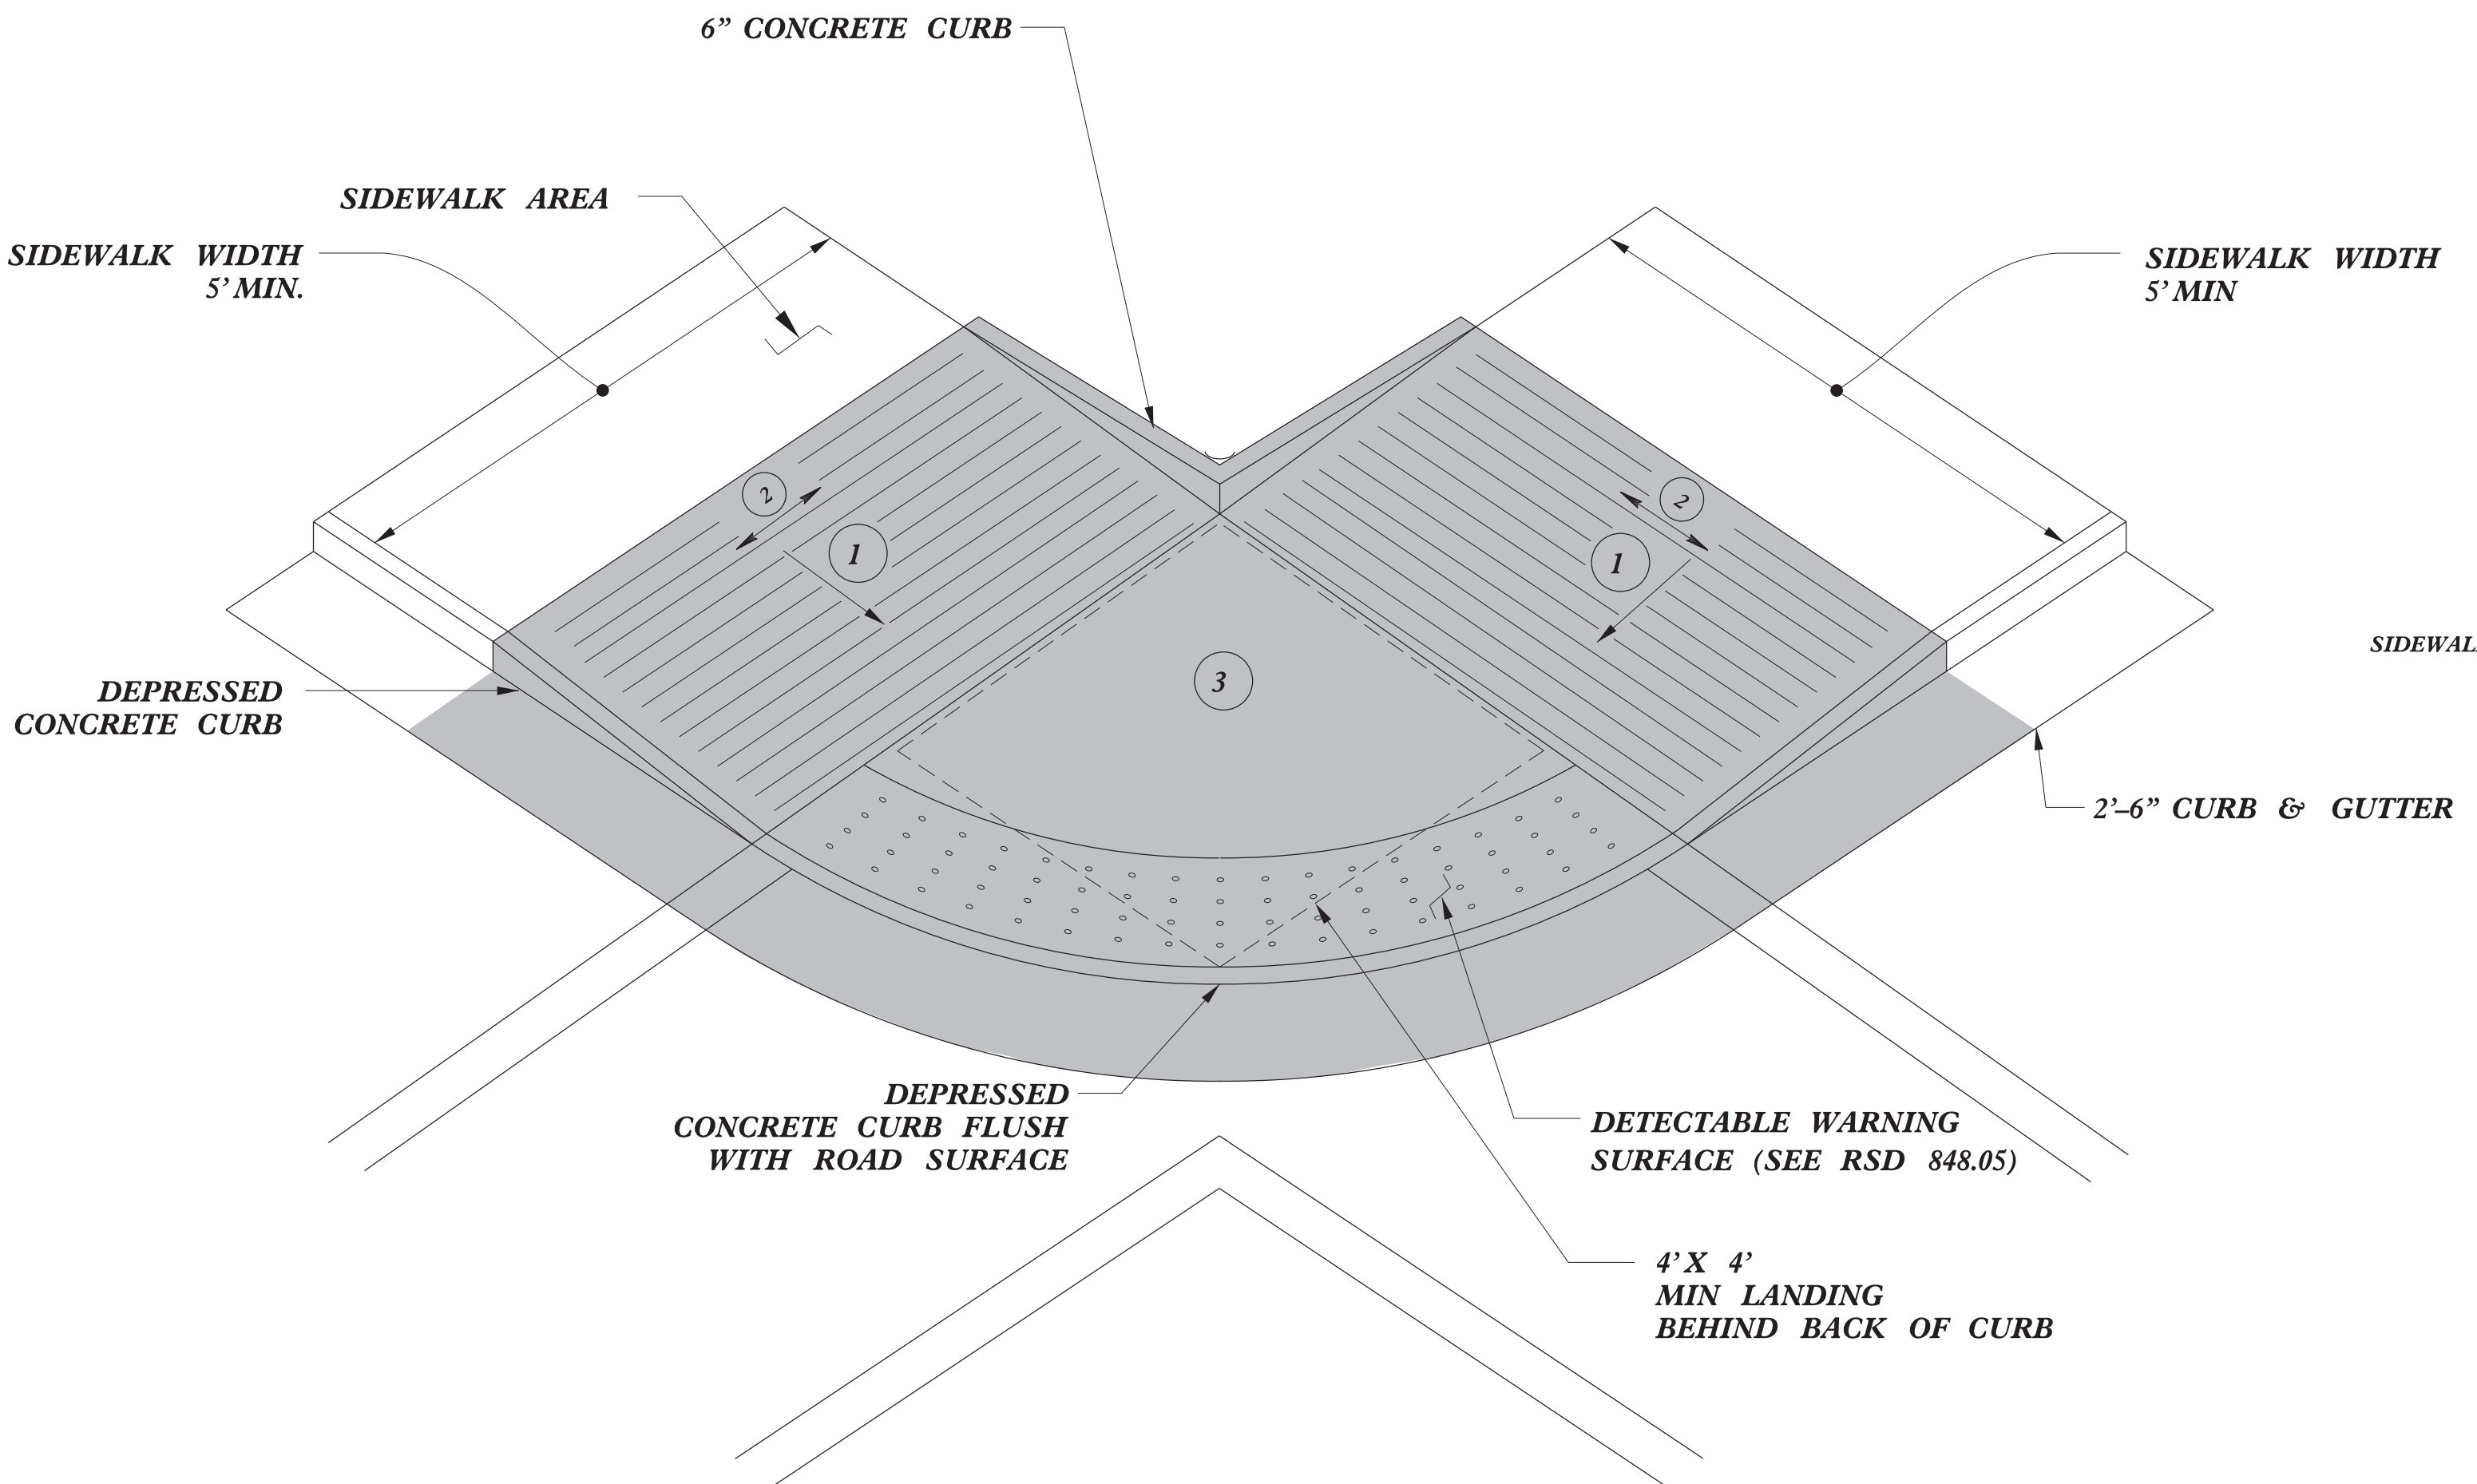 6” CONCRETE CURB
SIDEWALK AREA
SIDEWALK WIDTH
5’ MIN.
SIDEWALK WIDTH
5’ MIN
2
1
2
1
3
DEPRESSED
CONCRETE CURB
2’–6” CURB & GUTTER
DEPRESSED
CONCRETE CURB FLUSH
WITH ROAD SURFACE
DETECTABLE WARNING
SURFACE (SEE RSD 848.05)
4’ X 4’
MIN LANDING
BEHIND BACK OF CURB